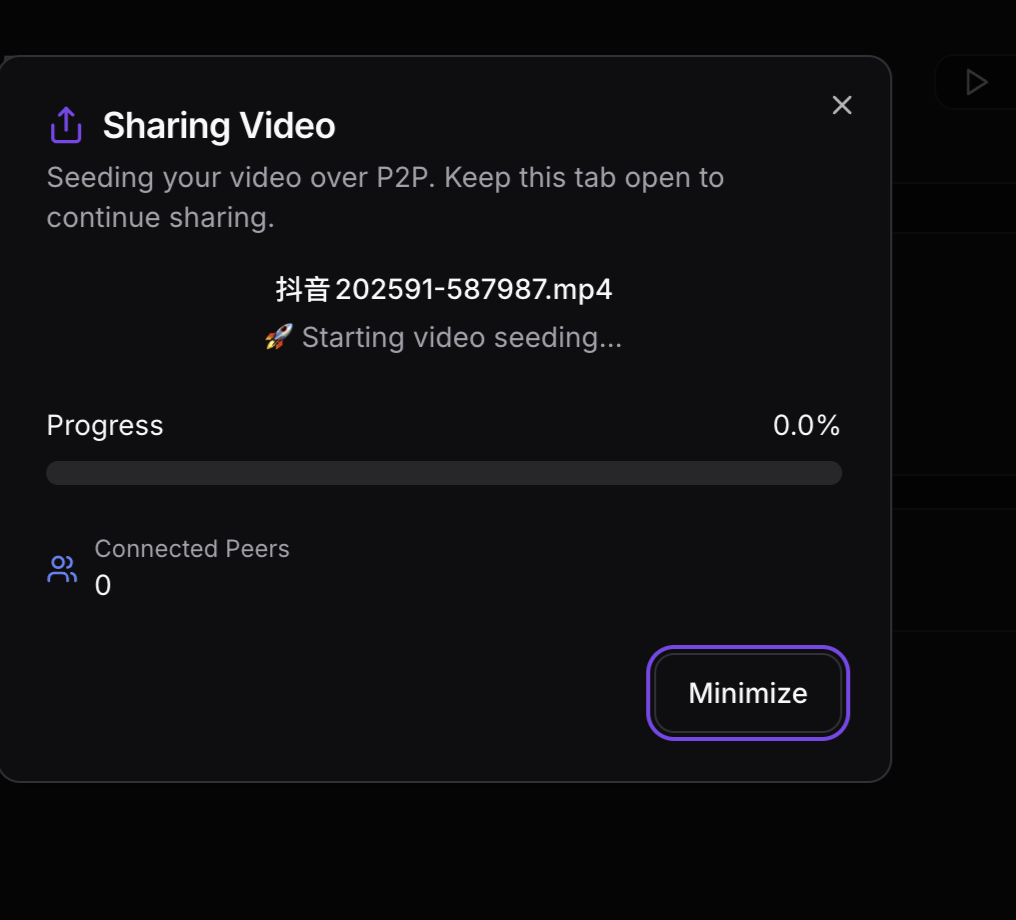 Sharing Video
Seeding your video over P2P. Keep this tab open to
continue sharing.
抖音202591-587987.mp4
🚀 Starting video seeding...
Progress
0.0%
Connected Peers
0
Minimize